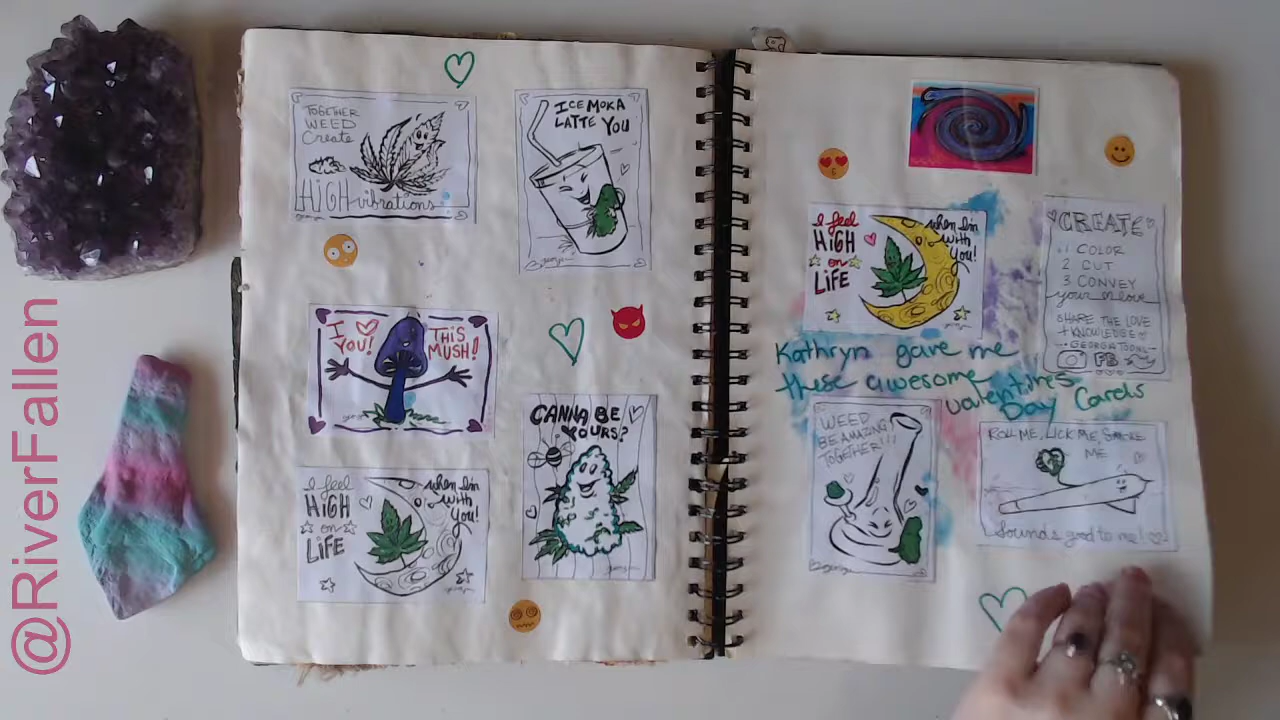 @RiverFallen
TOGETHER
WEED
Create
HiGH vibrations
ICE MOKA
LATTE YOU
I
YOU!
THiS
MUSH!
CANNA BE
YOURS?
I feel
HiGH
on
LiFE
when I'm
with
You!
I feel
HiGH
on
LiFE
when I'm
with
you!
CREATE
1 COLOR
2 CUT
3 CONVEY
your love
SHARE THE LOVE
+ KNOWLEDGE
GEORGIATOONS
FB
Kathryn gave me
these awesome
valentines
Day Cards
WEED
BE AMAZING
TOGETHER!!!
ROLL ME, LICK ME, SMOKE
ME
Sounds good to me!